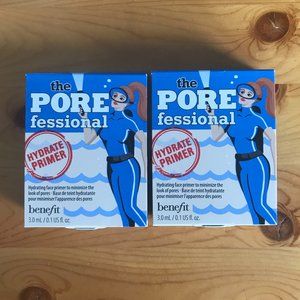 the
PORE
fessional
HYDRATE
PRIMER
Hydrating face primer to minimize the
look of pores · Base de teint hydratante
pour minimiser l'apparence des pores
benefit
3.0 mL / 0.1 US fl. oz.
the
PORE
fessional
HYDRATE
PRIMER
Hydrating face primer to minimize the
look of pores · Base de teint hydratante
pour minimiser l'apparence des pores
benefit
3.0 mL / 0.1 US fl. oz.